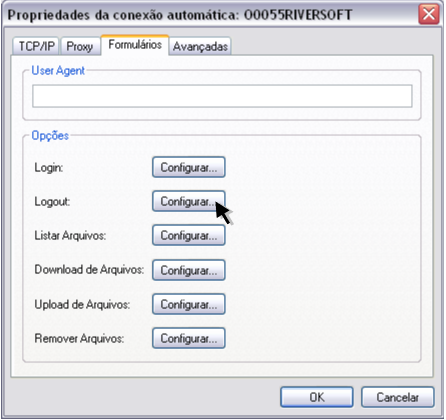 Propriedades da conexão automática: O0055RIVERSOFT
TCP/IP Proxy Formulários Avançadas
User Agent
Opções
Login: Configurar...
Logout: Configurar...
Listar Arquivos: Configurar...
Download de Arquivos: Configurar...
Upload de Arquivos: Configurar...
Remover Arquivos: Configurar...
OK Cancelar